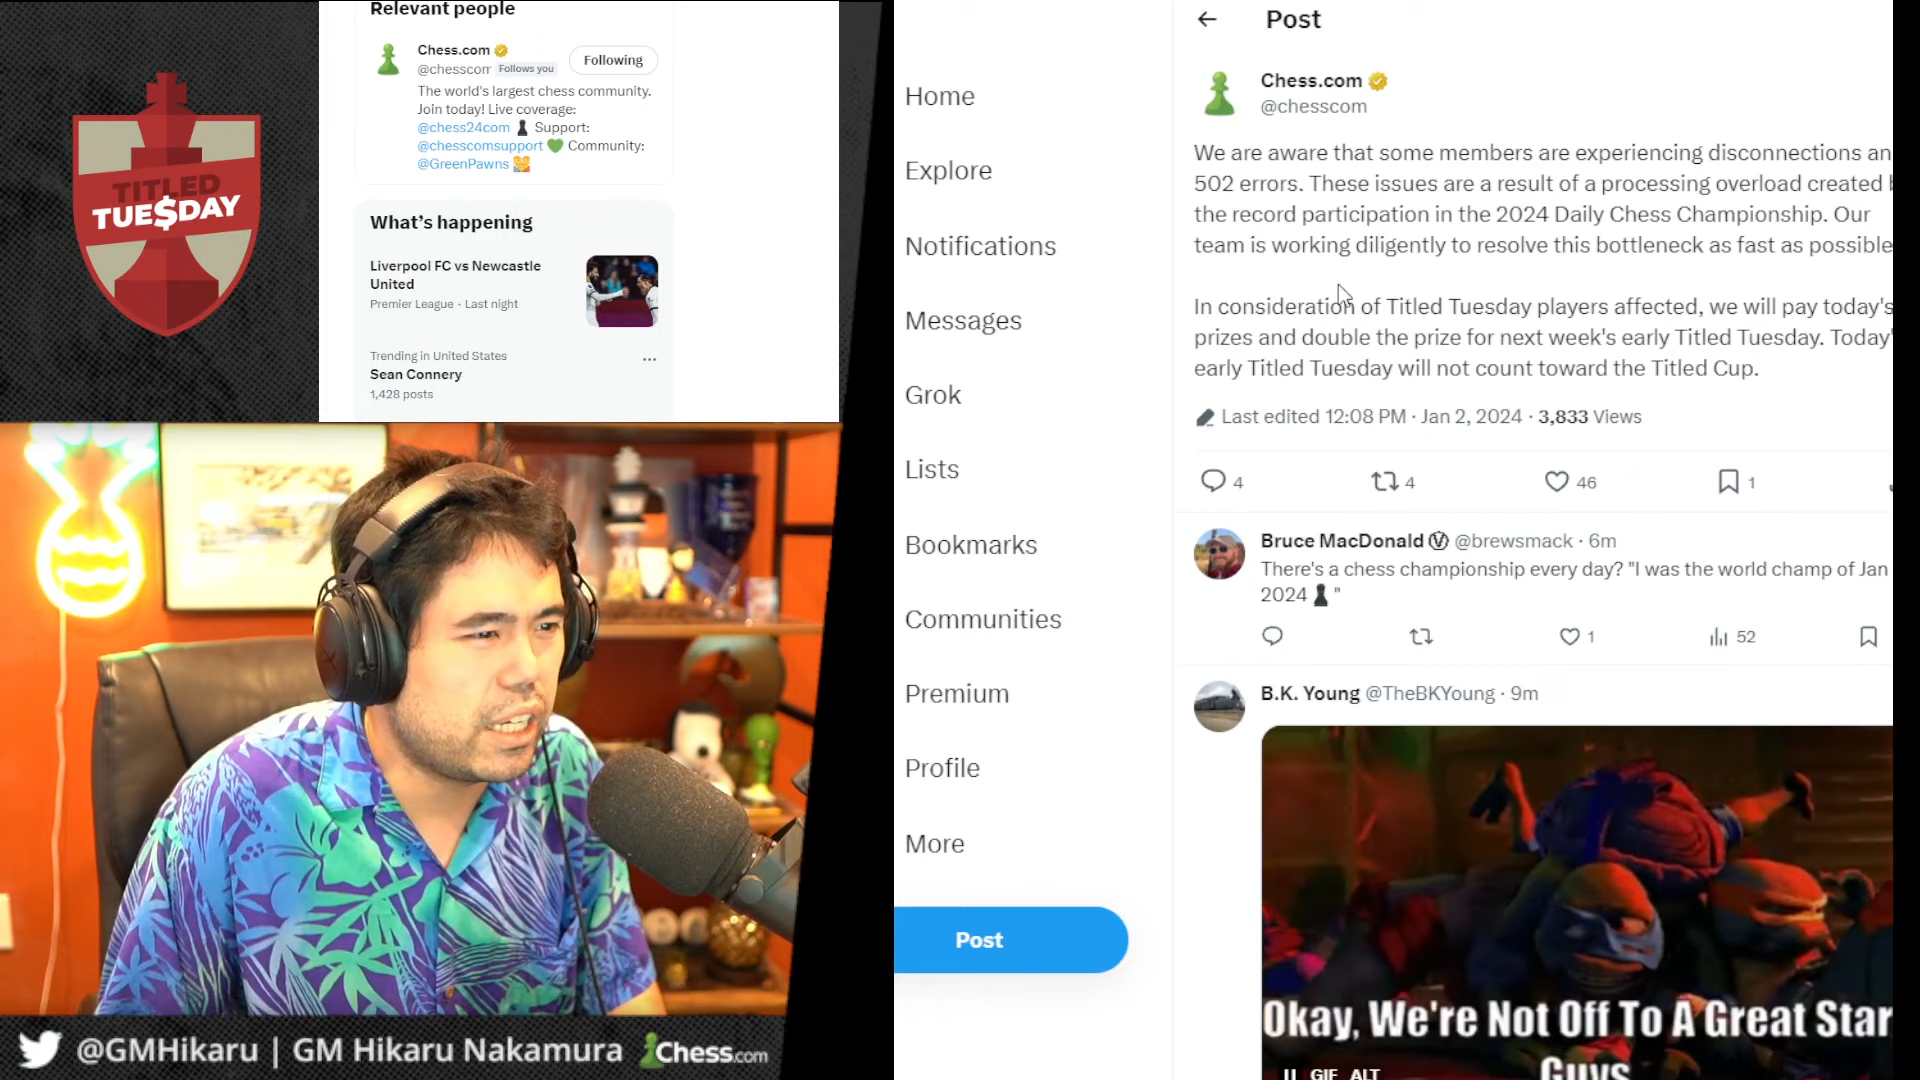 TITLED
TUE$DAY
Relevant people
Chess.com
@chesscom Follows you
Following
The world's largest chess community.
Join today! Live coverage:
@chess24com ♟ Support:
@chesscomsupport 💚 Community:
@GreenPawns
What's happening
Liverpool FC vs Newcastle
United
Premier League · Last night
Trending in United States
Sean Connery
1,428 posts
@GMHikaru | GM Hikaru Nakamura Chess.com
Home
Explore
Notifications
Messages
Grok
Lists
Bookmarks
Communities
Premium
Profile
More
Post
Post
Chess.com
@chesscom
We are aware that some members are experiencing disconnections an
502 errors. These issues are a result of a processing overload created
the record participation in the 2024 Daily Chess Championship. Our
team is working diligently to resolve this bottleneck as fast as possible
In consideration of Titled Tuesday players affected, we will pay today's
prizes and double the prize for next week's early Titled Tuesday. Today'
early Titled Tuesday will not count toward the Titled Cup.
Last edited 12:08 PM · Jan 2, 2024 · 3,833 Views
4 4 46 1
Bruce MacDonald @brewsmack · 6m
There's a chess championship every day? "I was the world champ of Jan
2024 ♟"
1 52
B.K. Young @TheBKYoung · 9m
Okay, We're Not Off To A Great Star
Guys
GIF ALT